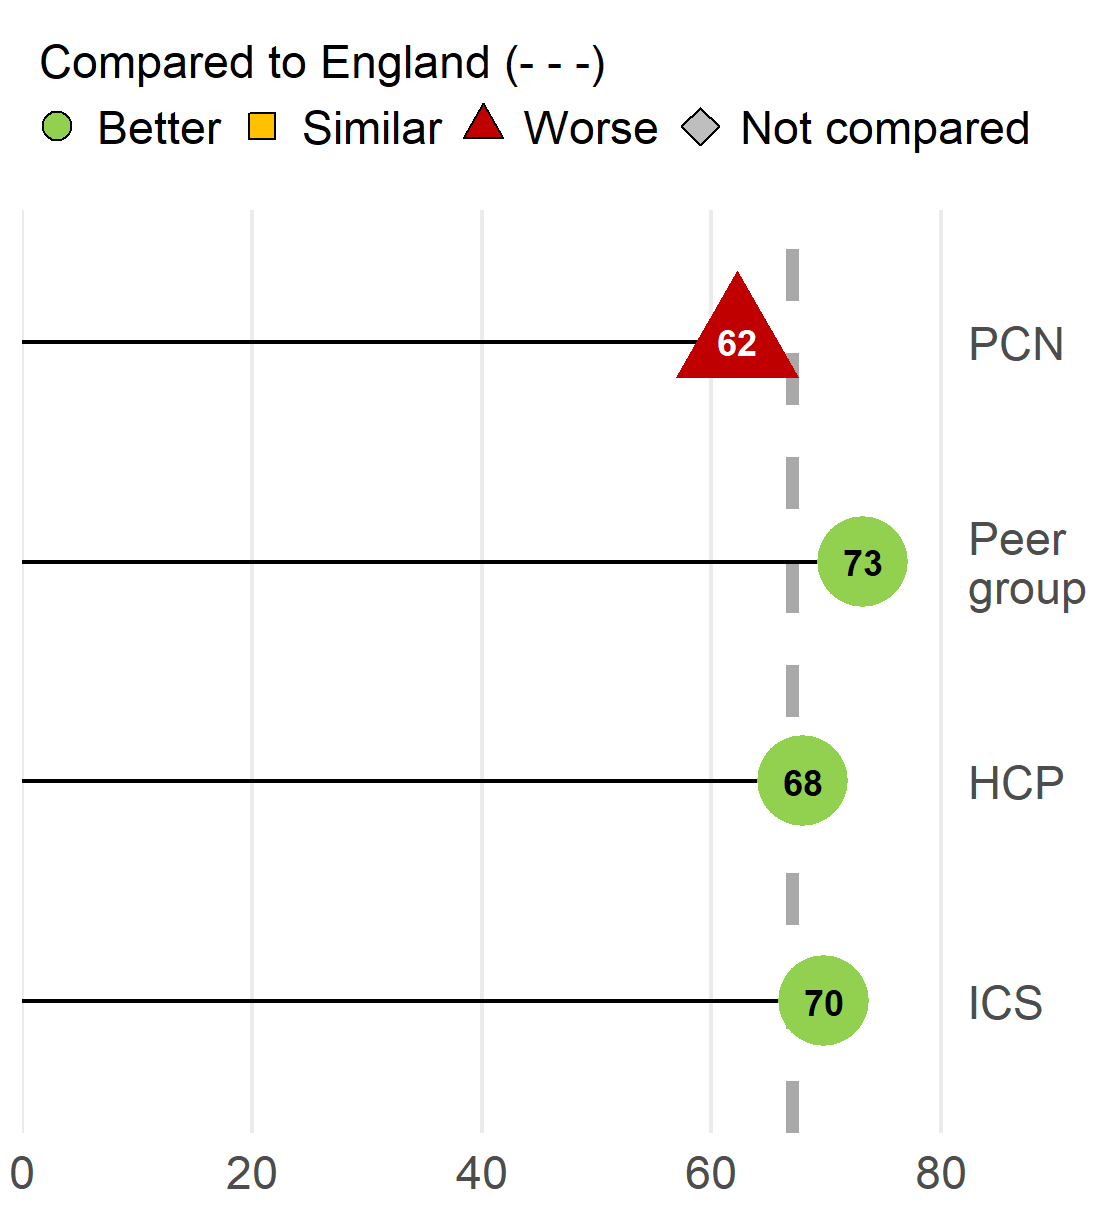 Compared to England (- - -)
Better Similar Worse Not compared
62 PCN
73 Peer
group
68 HCP
70 ICS
0 20 40 60 80